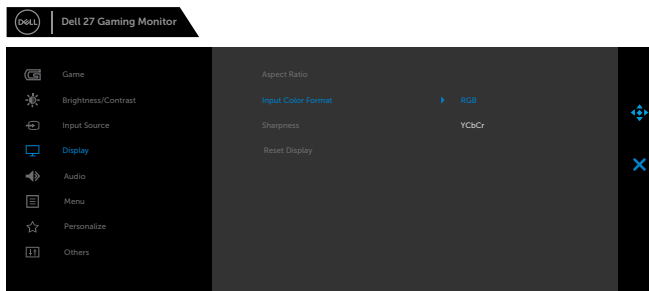 DELL
Dell 27 Gaming Monitor
Game
Aspect Ratio
Brightness/Contrast
Input Color Format
RGB
Input Source
Sharpness
YCbCr
Display
Reset Display
Audio
Menu
Personalize
Others